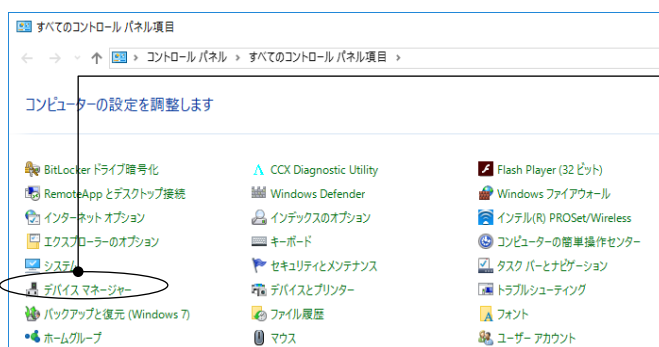 すべてのコントロール パネル項目
コントロール パネル › すべてのコントロール パネル項目 ›
コンピューターの設定を調整します
BitLocker ドライブ暗号化 CCX Diagnostic Utility Flash Player (32 ビット)
RemoteApp とデスクトップ接続 Windows Defender Windows ファイアウォール
インターネット オプション インデックスのオプション インテル(R) PROSet/Wireless
エクスプローラーのオプション キーボード コンピューターの簡単操作センター
システム セキュリティとメンテナンス タスク バーとナビゲーション
デバイス マネージャー デバイスとプリンター トラブルシューティング
バックアップと復元 (Windows 7) ファイル履歴 フォント
ホームグループ マウス ユーザー アカウント